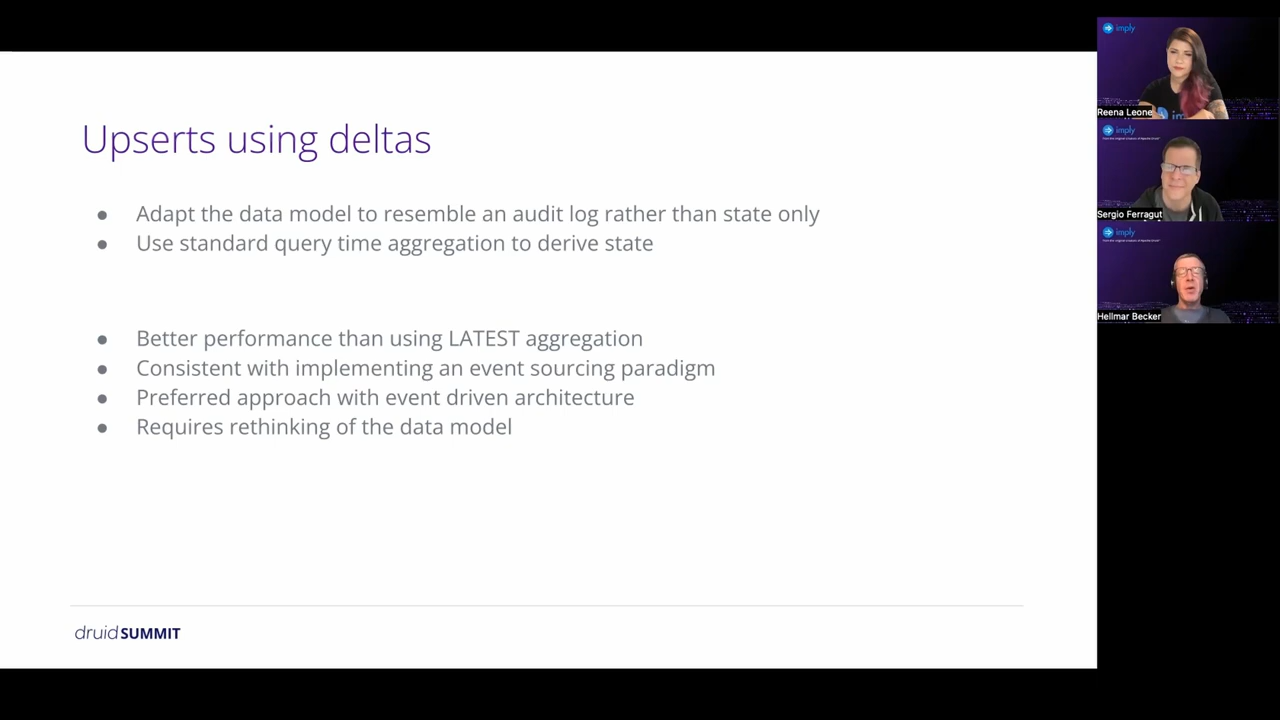 Upserts using deltas
● Adapt the data model to resemble an audit log rather than state only
● Use standard query time aggregation to derive state
● Better performance than using LATEST aggregation
● Consistent with implementing an event sourcing paradigm
● Preferred approach with event driven architecture
● Requires rethinking of the data model
druid SUMMIT
imply
Reena Leone
imply
Sergio Ferragut
imply
Hellmar Becker